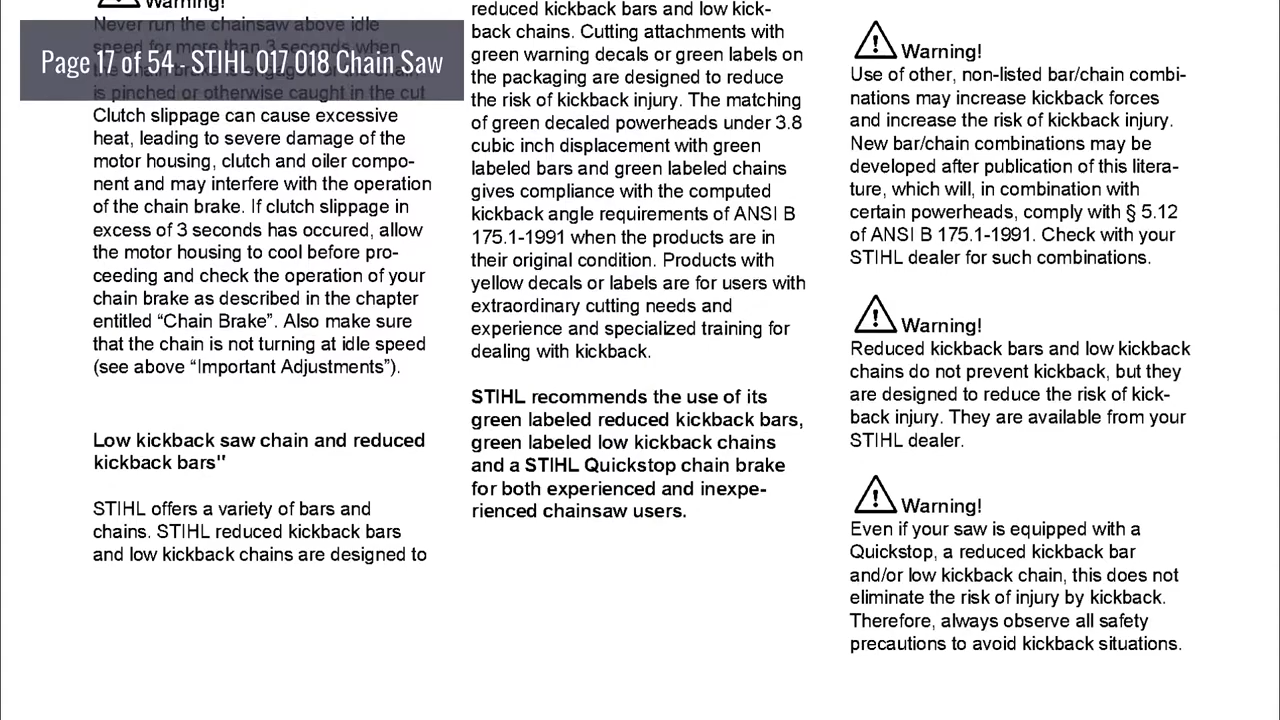 Warning!
Never run the chainsaw above idle
speed for more than 3 seconds when
Page 17 of 54 - STIHL 017 018 Chain Saw
the chain brake is engaged or the chain
is pinched or otherwise caught in the cut
Clutch slippage can cause excessive
heat, leading to severe damage of the
motor housing, clutch and oiler compo-
nent and may interfere with the operation
of the chain brake. If clutch slippage in
excess of 3 seconds has occured, allow
the motor housing to cool before pro-
ceeding and check the operation of your
chain brake as described in the chapter
entitled “Chain Brake”. Also make sure
that the chain is not turning at idle speed
(see above “Important Adjustments”).
Low kickback saw chain and reduced
kickback bars"
STIHL offers a variety of bars and
chains. STIHL reduced kickback bars
and low kickback chains are designed to
reduced kickback bars and low kick-
back chains. Cutting attachments with
green warning decals or green labels on
the packaging are designed to reduce
the risk of kickback injury. The matching
of green decaled powerheads under 3.8
cubic inch displacement with green
labeled bars and green labeled chains
gives compliance with the computed
kickback angle requirements of ANSI B
175.1-1991 when the products are in
their original condition. Products with
yellow decals or labels are for users with
extraordinary cutting needs and
experience and specialized training for
dealing with kickback.
STIHL recommends the use of its
green labeled reduced kickback bars,
green labeled low kickback chains
and a STIHL Quickstop chain brake
for both experienced and inexpe-
rienced chainsaw users.
Warning!
Use of other, non-listed bar/chain combi-
nations may increase kickback forces
and increase the risk of kickback injury.
New bar/chain combinations may be
developed after publication of this litera-
ture, which will, in combination with
certain powerheads, comply with § 5.12
of ANSI B 175.1-1991. Check with your
STIHL dealer for such combinations.
Warning!
Reduced kickback bars and low kickback
chains do not prevent kickback, but they
are designed to reduce the risk of kick-
back injury. They are available from your
STIHL dealer.
Warning!
Even if your saw is equipped with a
Quickstop, a reduced kickback bar
and/or low kickback chain, this does not
eliminate the risk of injury by kickback.
Therefore, always observe all safety
precautions to avoid kickback situations.